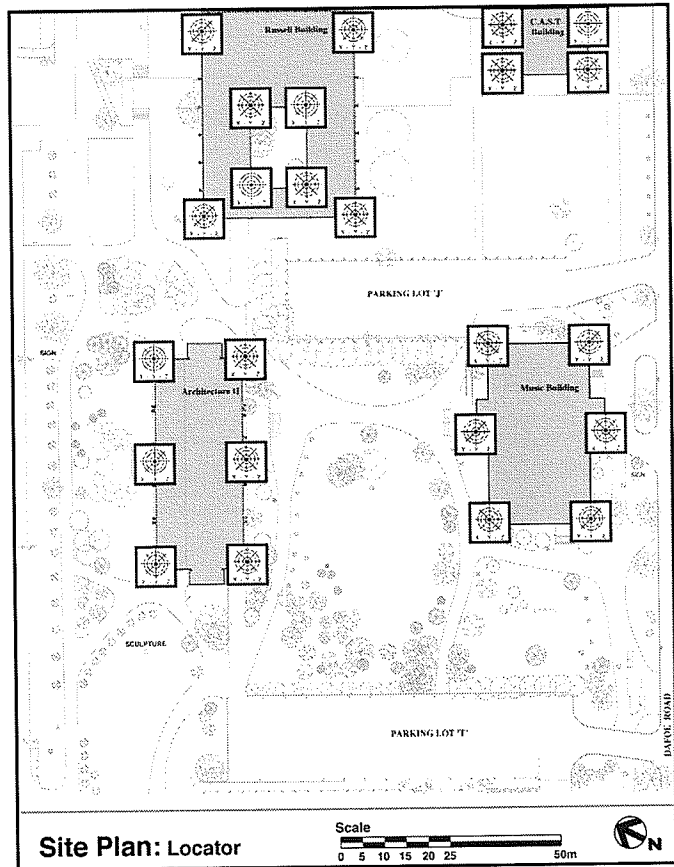 Russell Building
C.A.S.T.
Building
PARKING LOT 'J'
SIGN
Architecture II
Music Building
SIGN
SCULPTURE
PARKING LOT 'T'
DAFOE ROAD
Site Plan: Locator
Scale
0 5 10 15 20 25 50m
N